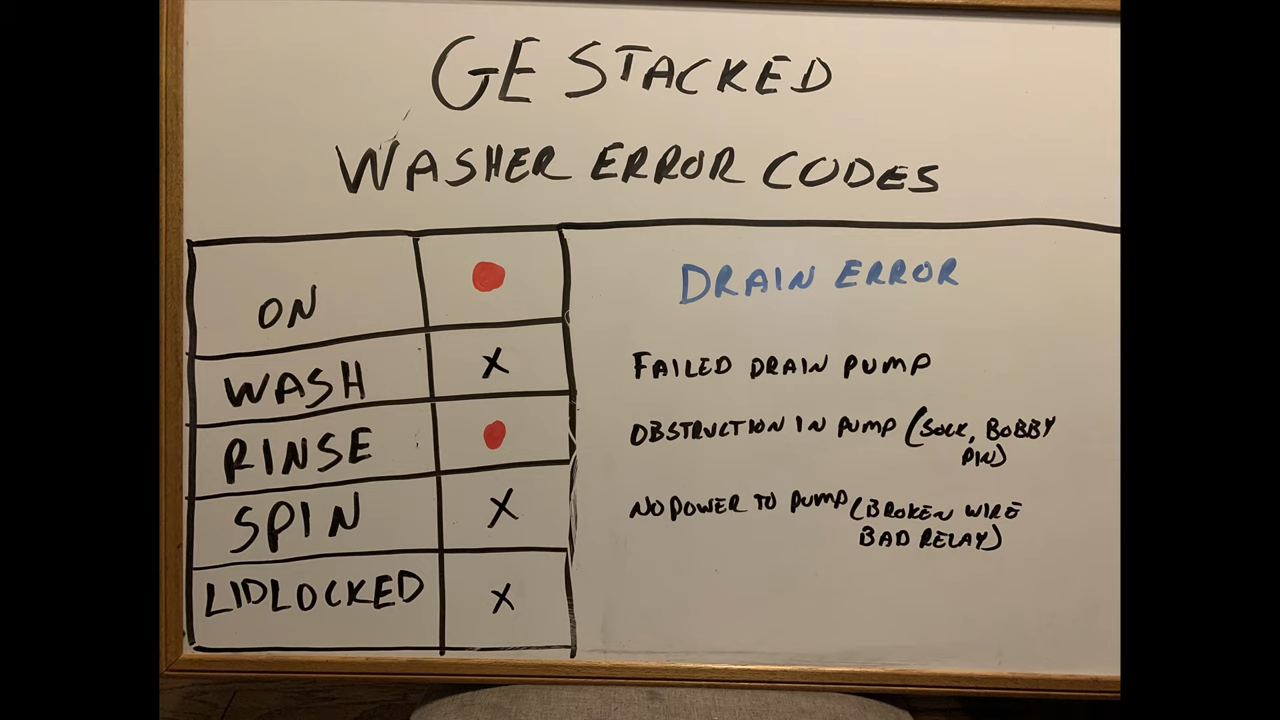 GE STACKED
WASHER ERROR CODES
ON
WASH X
RINSE
SPIN X
LIDLOCKED X
DRAIN ERROR
FAILED DRAIN PUMP
OBSTRUCTION IN PUMP (SOCK, BOBBY
PIN)
NO POWER TO PUMP (BROKEN WIRE
BAD RELAY)